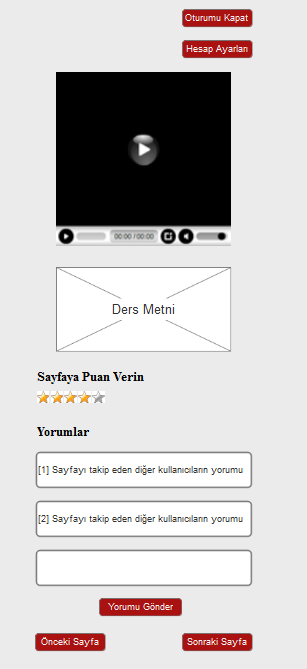 Oturumu Kapat
Hesap Ayarları
00:00 / 00:00
Ders Metni
Sayfaya Puan Verin
Yorumlar
[1] Sayfayı takip eden diğer kullanıcıların yorumu
[2] Sayfayı takip eden diğer kullanıcıların yorumu
Yorumu Gönder
Önceki Sayfa
Sonraki Sayfa